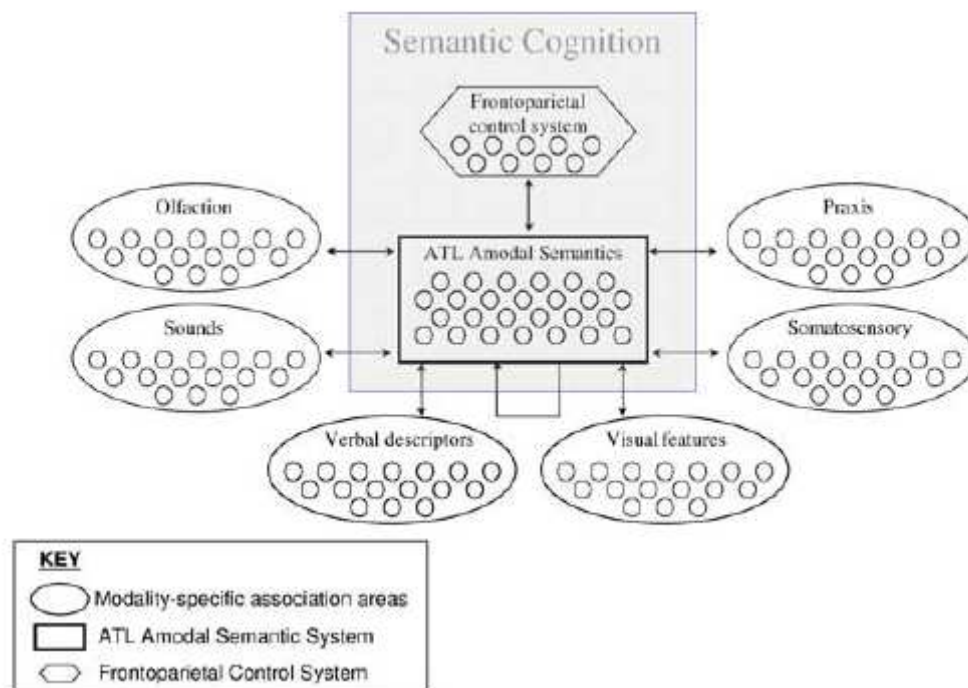 Semantic Cognition
Frontoparietal
control system
Olfaction
Praxis
ATL Amodal Semantics
Sounds
Somatosensory
Verbal descriptors
Visual features
KEY
Modality-specific association areas
ATL Amodal Semantic System
Frontoparietal Control System